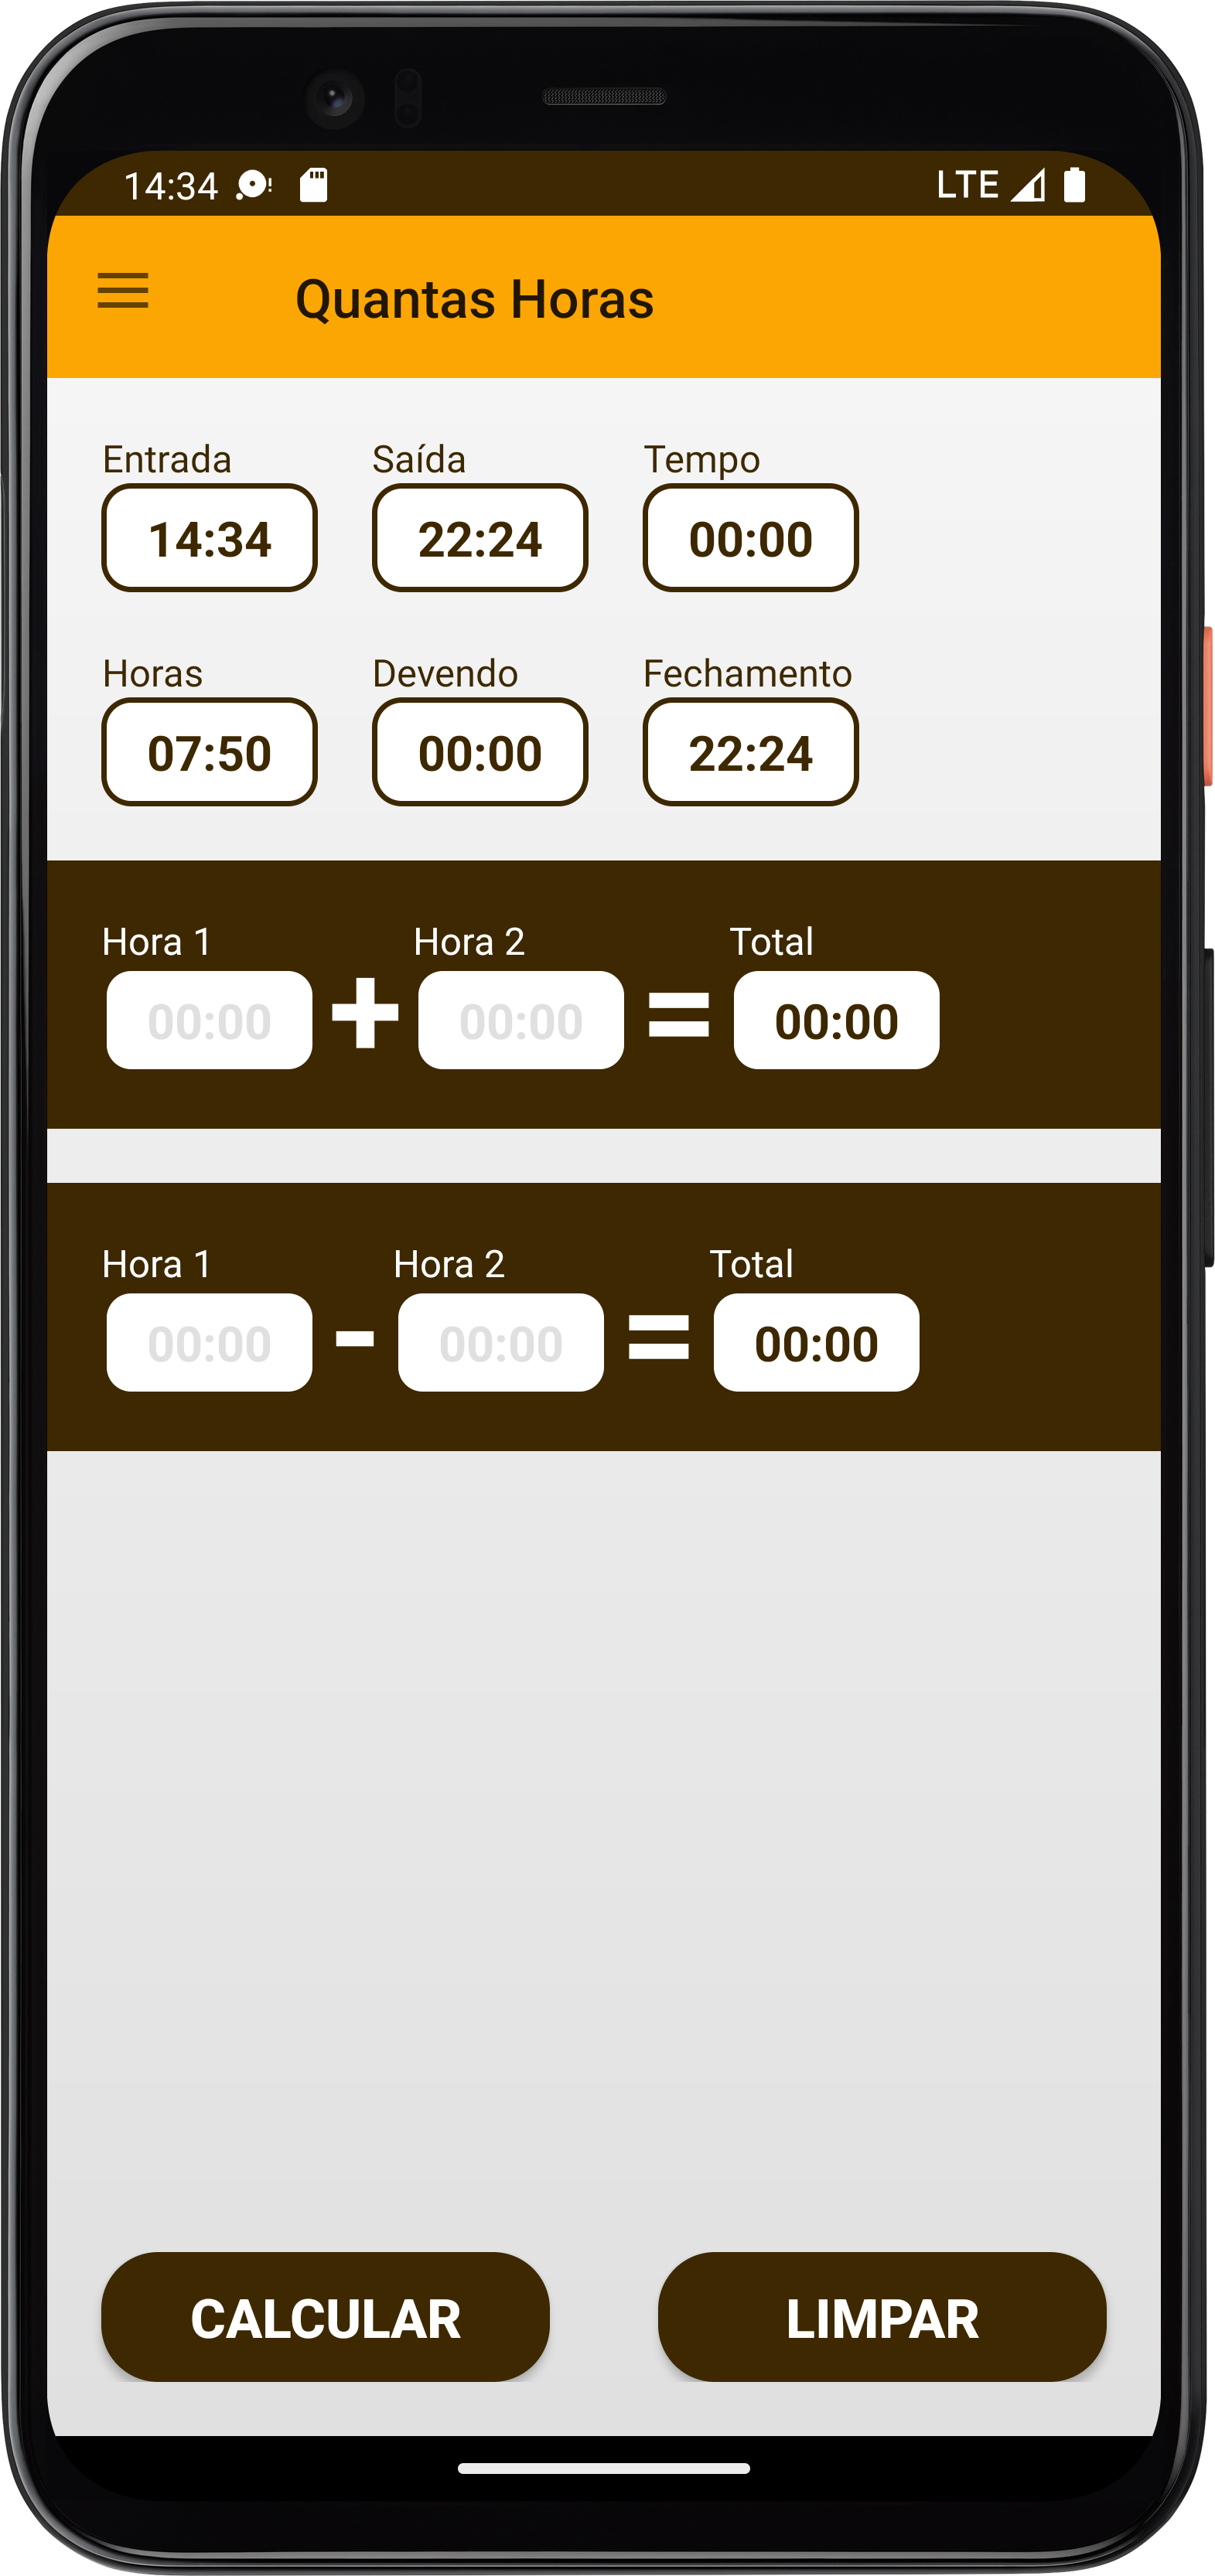 14:34 LTE
Quantas Horas
Entrada Saída Tempo
14:34 22:24 00:00
Horas Devendo Fechamento
07:50 00:00 22:24
Hora 1 Hora 2 Total
00:00 + 00:00 = 00:00
Hora 1 Hora 2 Total
00:00 - 00:00 = 00:00
CALCULAR LIMPAR